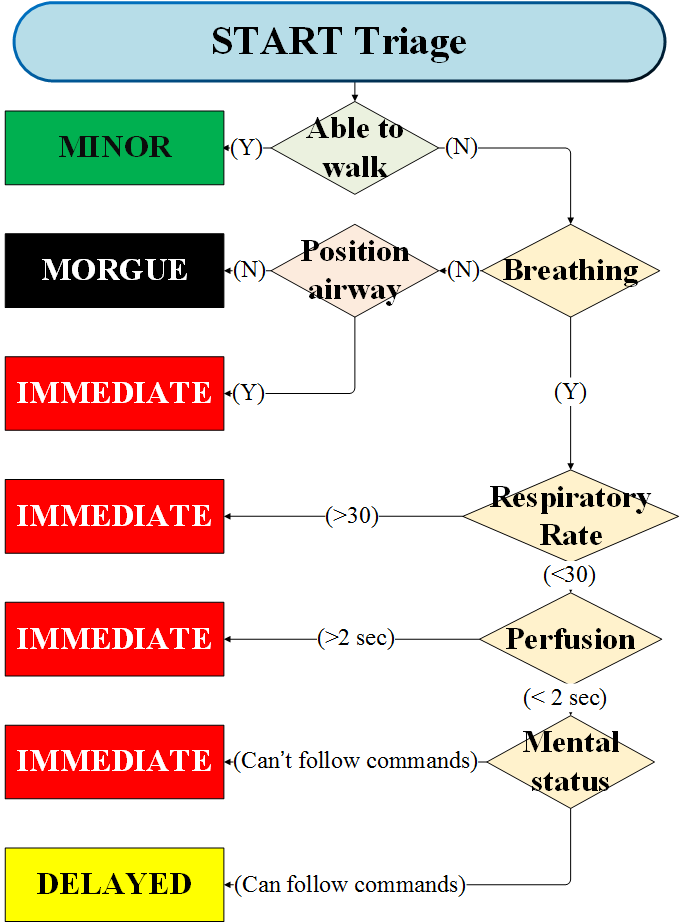 START Triage
Able to
walk
MINOR
(Y)
(N)
MORGUE
(N)
Position
airway
(N)
Breathing
IMMEDIATE
(Y)
(Y)
IMMEDIATE
(>30)
Respiratory
Rate
(<30)
IMMEDIATE
(>2 sec)
Perfusion
(< 2 sec)
IMMEDIATE
(Can't follow commands)
Mental
status
DELAYED
(Can follow commands)